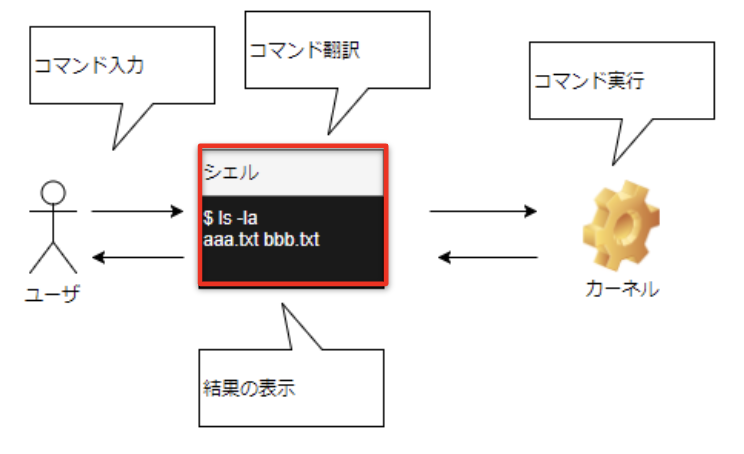 コマンド入力
コマンド翻訳
コマンド実行
シェル
$ ls -la
aaa.txt bbb.txt
ユーザ
カーネル
結果の表示